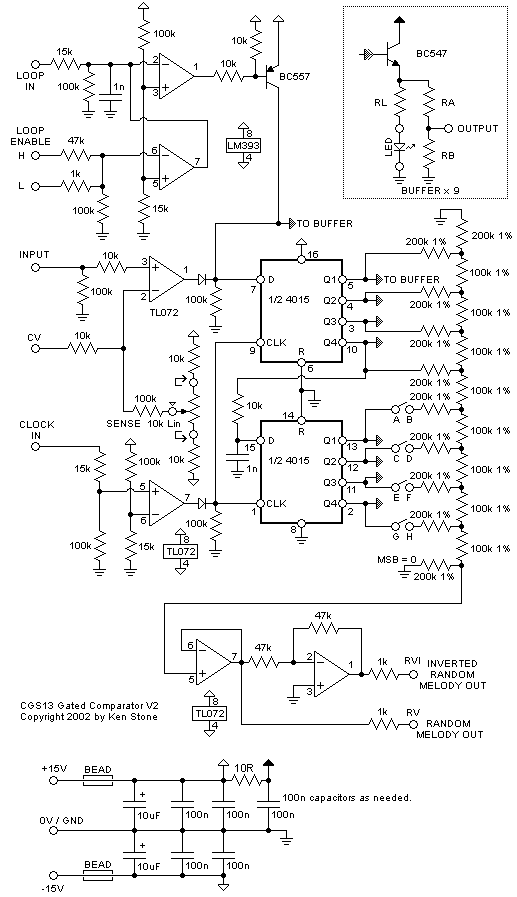 15k
100k
10k
BC557
BC547
LOOP
IN
100k
1n
2
3
1
10k
8
LM393
4
RL
RA
LED
OUTPUT
RB
BUFFER x 9
LOOP
ENABLE
H
47k
L
1k
100k
6
5
7
15k
TO BUFFER
200k 1%
INPUT
10k
100k
3
2
1
TL072
100k
16
D
7
1/2 4015
9
CLK
R
6
Q1
5
Q2
4
Q3
3
Q4
10
TO BUFFER
200k 1%
100k 1%
200k 1%
100k 1%
200k 1%
100k 1%
200k 1%
100k 1%
CV
10k
10k
100k
SENSE
10k Lin
10k
10k
1n
14
R
D
15
1/2 4015
CLK
1
8
Q1
13
Q2
12
Q3
11
Q4
2
200k 1%
A B
100k 1%
200k 1%
C D
100k 1%
200k 1%
E F
100k 1%
200k 1%
G H
100k 1%
MSB = 0
200k 1%
CLOCK
IN
15k
100k
100k
15k
5
6
7
8
TL072
4
100k
6
5
7
47k
47k
2
3
1
1k
RVI
INVERTED
RANDOM
MELODY OUT
1k
RV
RANDOM
MELODY OUT
8
TL072
4
CGS13 Gated Comparator V2
Copyright 2002 by Ken Stone
+15V
BEAD
10R
+
10uF
100n
100n
100n
100n capacitors as needed.
0V / GND
+
10uF
100n
100n
-15V
BEAD